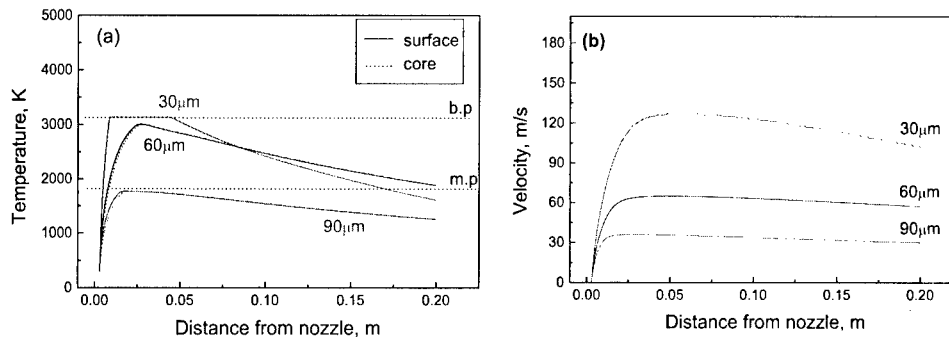 (a)
surface
core
5000
4000
3000
2000
1000
0
Temperature, K
30μm
60μm
90μm
b.p
m.p
0.00 0.05 0.10 0.15 0.20
Distance from nozzle, m
(b)
180
150
120
90
60
30
0
Velocity, m/s
30μm
60μm
90μm
0.00 0.05 0.10 0.15 0.20
Distance from nozzle, m